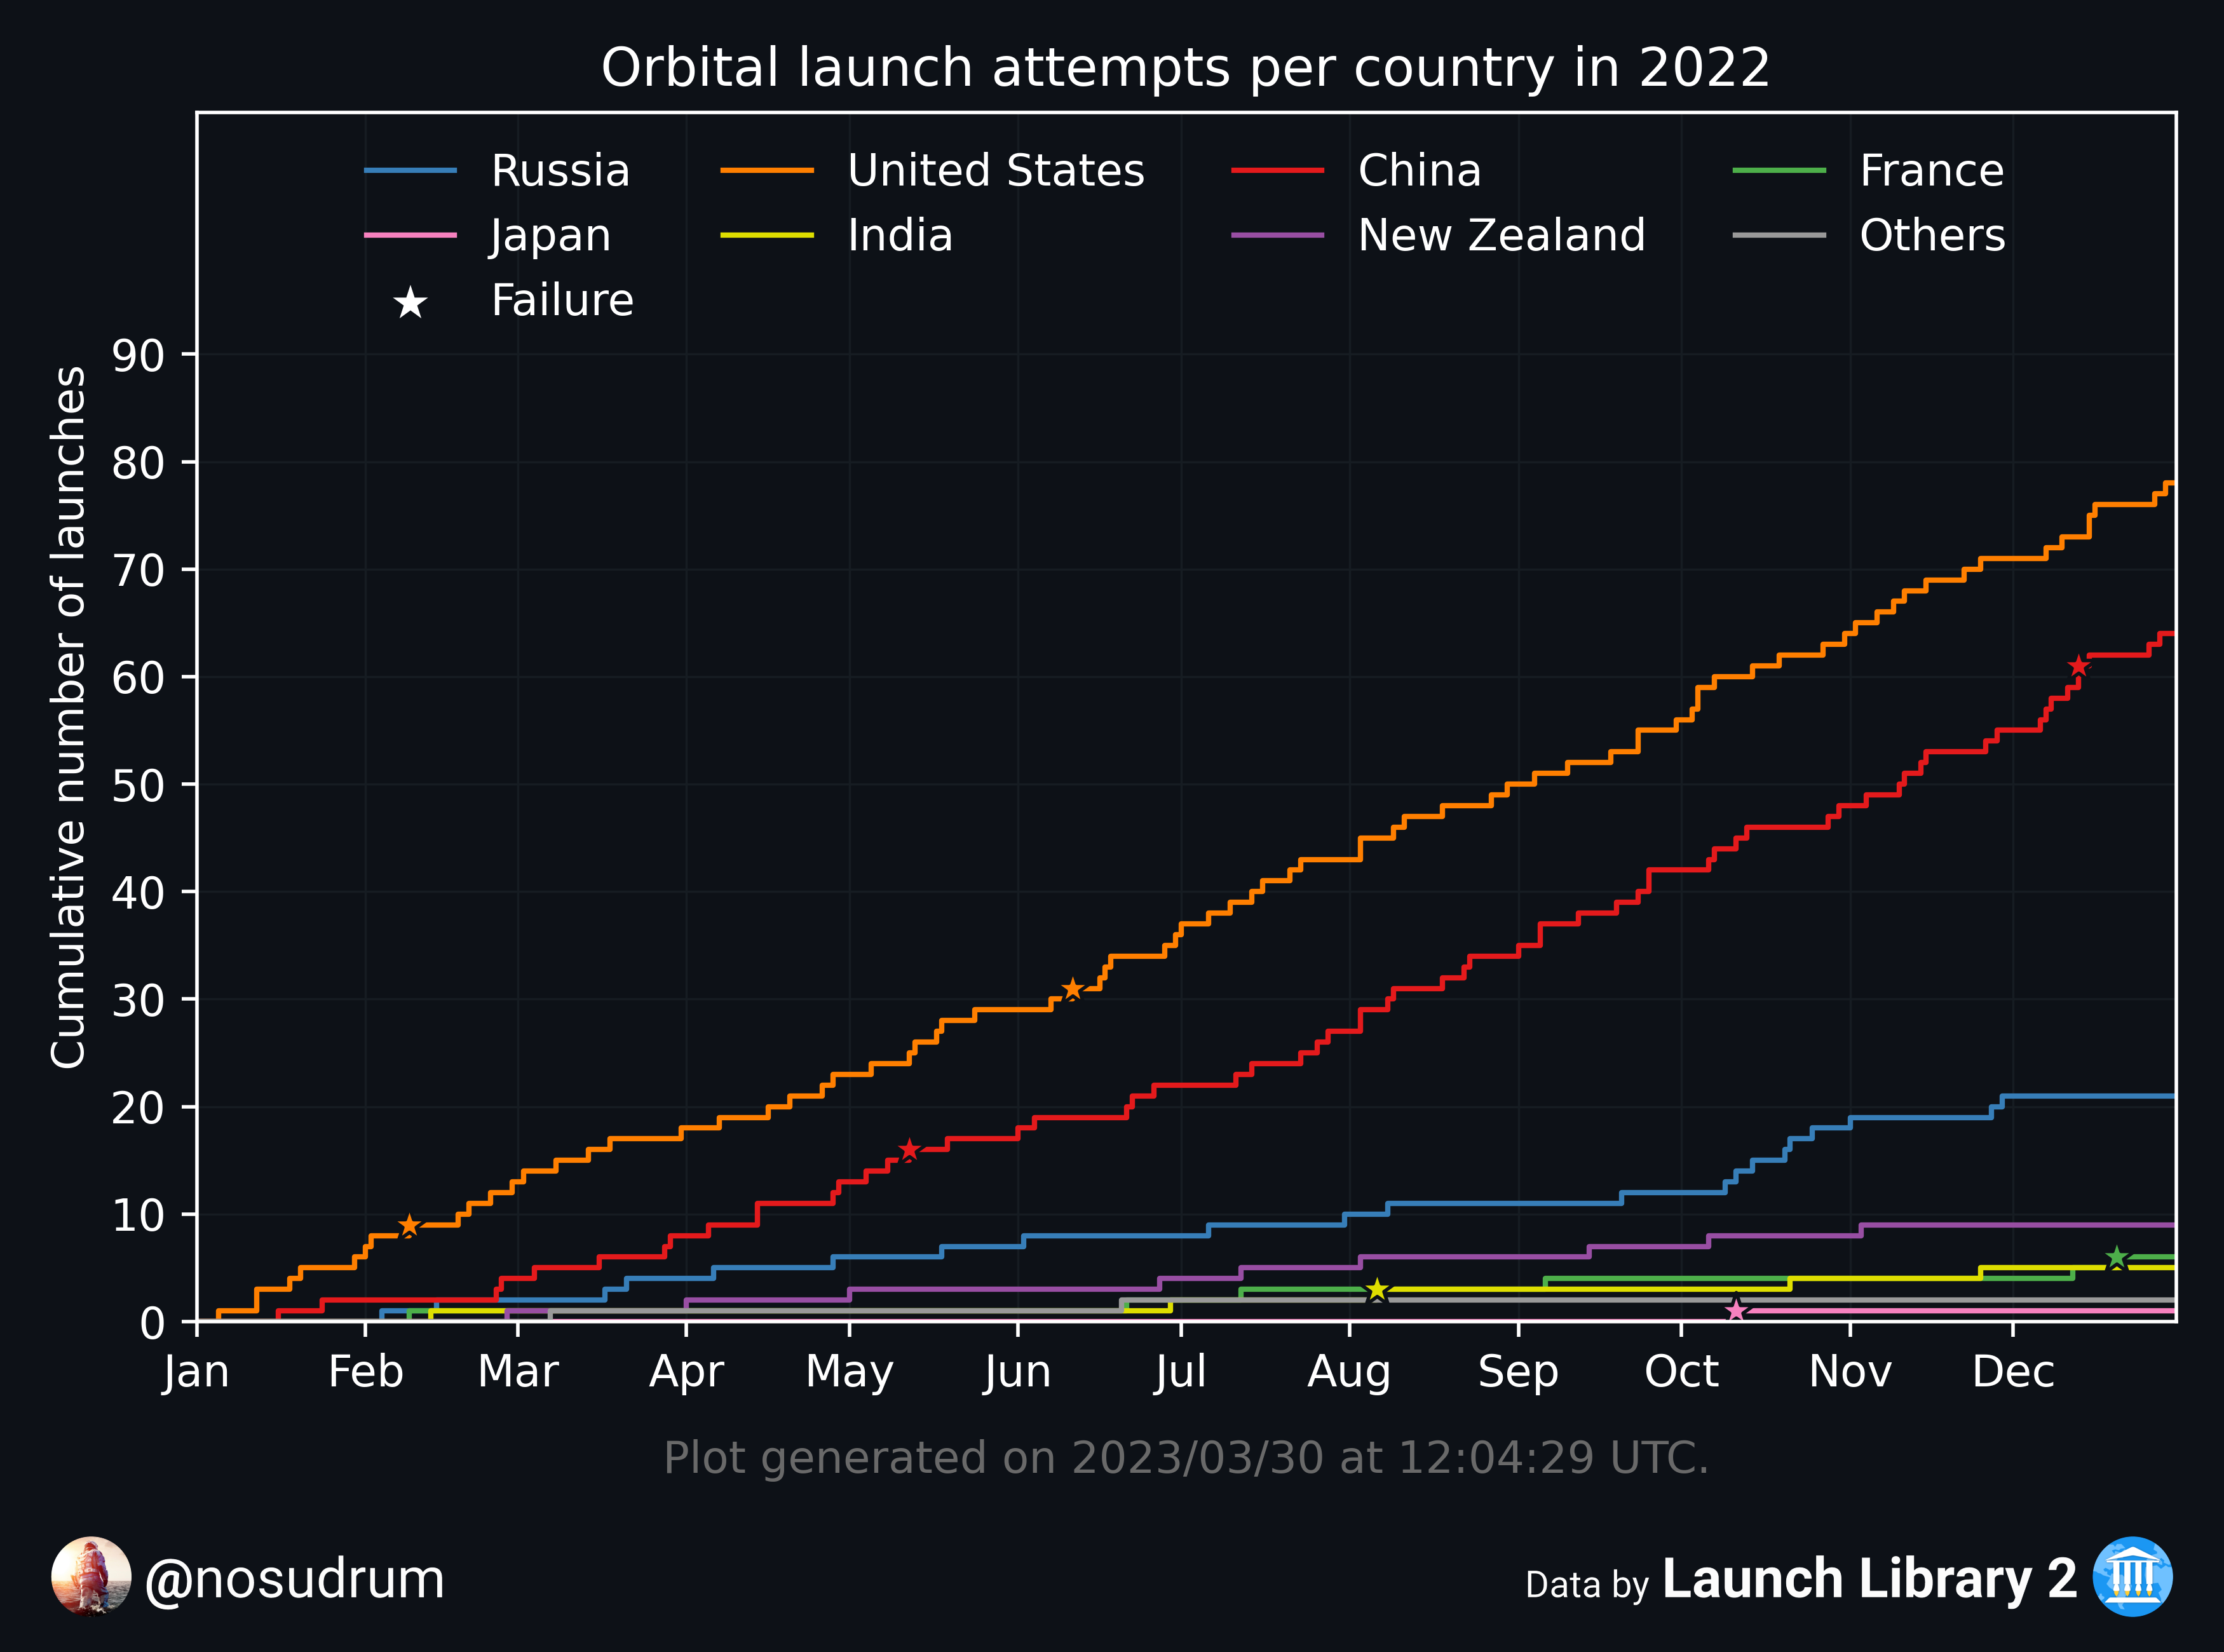 Orbital launch attempts per country in 2022
Russia United States China France
Japan India New Zealand Others
★ Failure
Cumulative number of launches
90
80
70
60
50
40
30
20
10
0
Jan Feb Mar Apr May Jun Jul Aug Sep Oct Nov Dec
Plot generated on 2023/03/30 at 12:04:29 UTC.
@nosudrum
Data by Launch Library 2